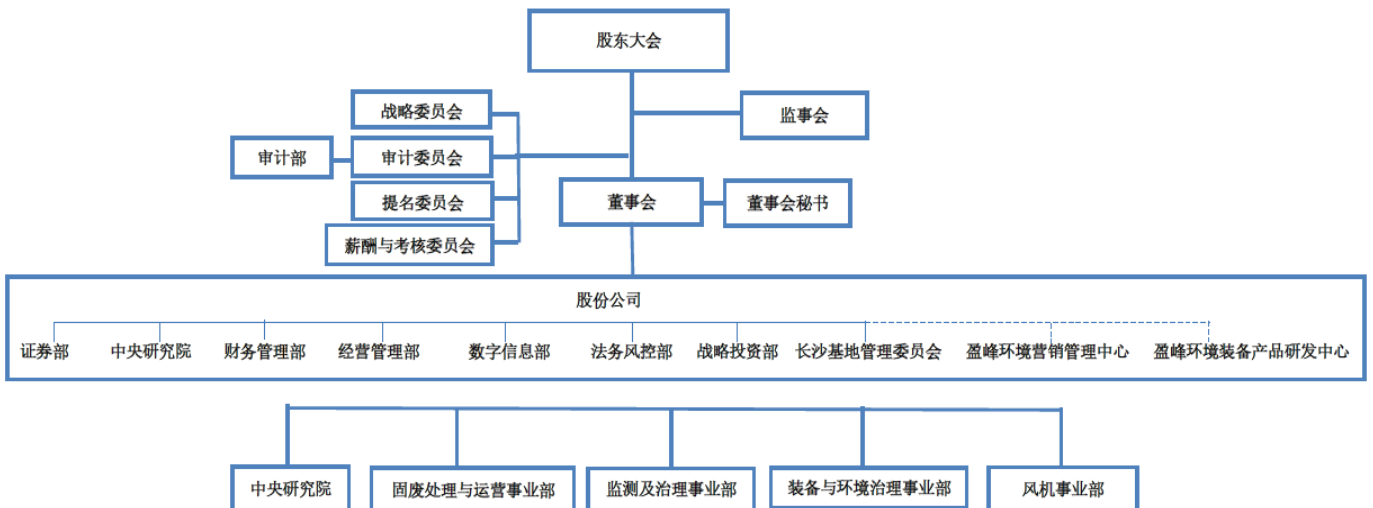 股东大会
战略委员会
监事会
审计部
审计委员会
提名委员会
董事会
董事会秘书
薪酬与考核委员会
股份公司
证券部 中央研究院 财务管理部 经营管理部 数字信息部 法务风控部 战略投资部 长沙基地管理委员会 盈峰环境营销管理中心 盈峰环境装备产品研发中心
中央研究院 固废处理与运营事业部 监测及治理事业部 装备与环境治理事业部 风机事业部